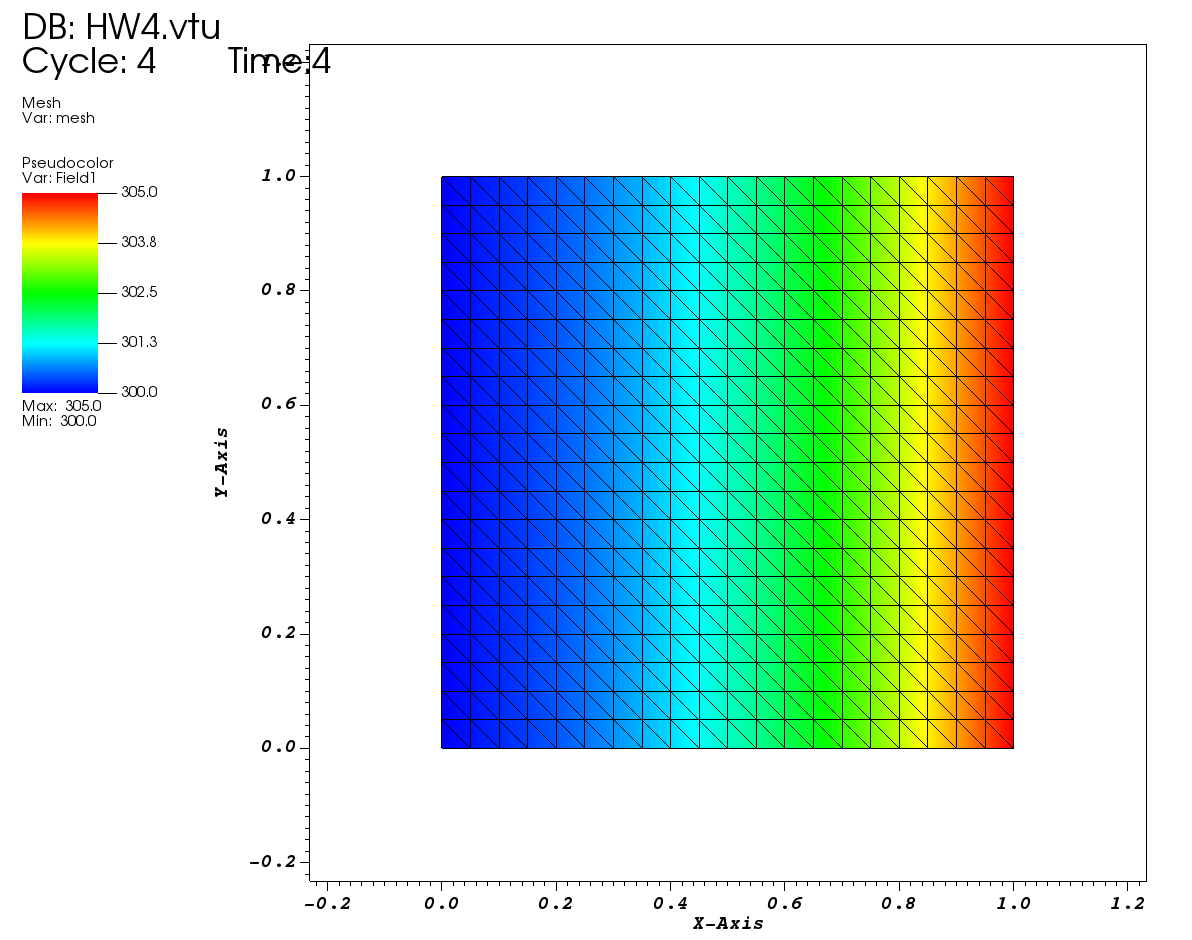 DB: HW4.vtu
Cycle: 4 Time:4
Mesh
Var: mesh
Pseudocolor
Var: Field1
305.0
303.8
302.5
301.3
300.0
Max: 305.0
Min: 300.0
1.2
1.0
0.8
0.6
0.4
0.2
0.0
-0.2
Y-Axis
-0.2 0.0 0.2 0.4 0.6 0.8 1.0 1.2
X-Axis